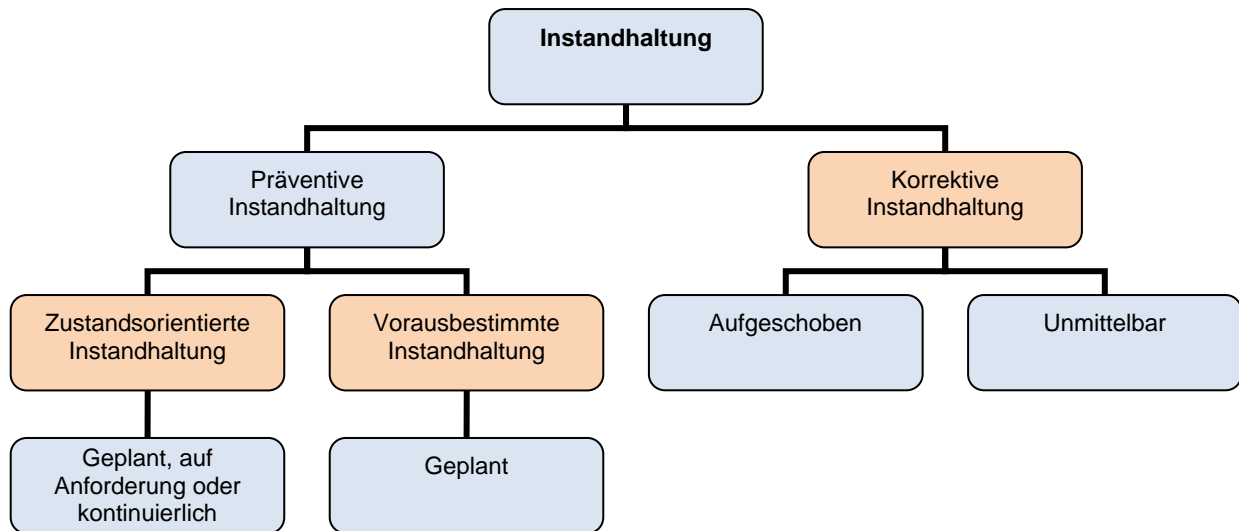 Instandhaltung
Präventive
Instandhaltung
Korrektive
Instandhaltung
Zustandsorientierte
Instandhaltung
Vorausbestimmte
Instandhaltung
Aufgeschoben
Unmittelbar
Geplant, auf
Anforderung oder
kontinuierlich
Geplant